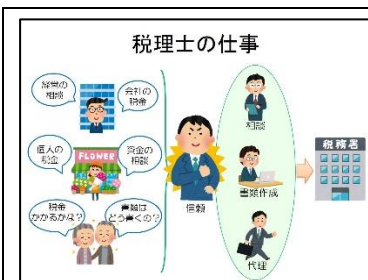 税理士の仕事
経営の
相談
会社の
税金
個人の
税金
FLOWER
資金の
相談
税金
かかるかな?
書類は
どう書くの?
信頼
相談
書類作成
代理
税務署